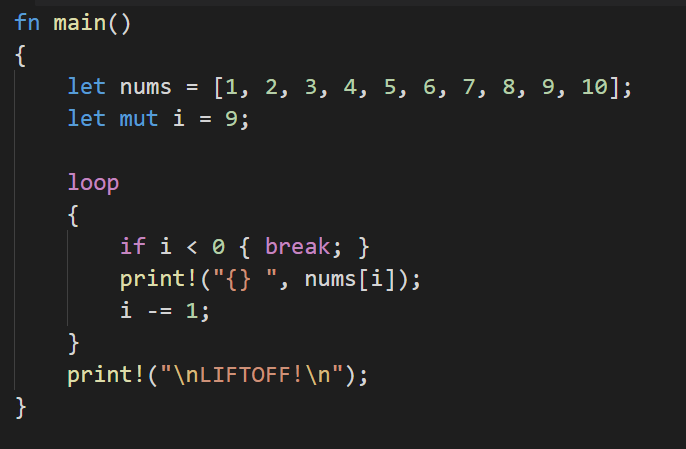 fn main()
{
    let nums = [1, 2, 3, 4, 5, 6, 7, 8, 9, 10];
    let mut i = 9;

    loop
    {
        if i < 0 { break; }
        print!("{} ", nums[i]);
        i -= 1;
    }
    print!("\nLIFTOFF!\n");
}